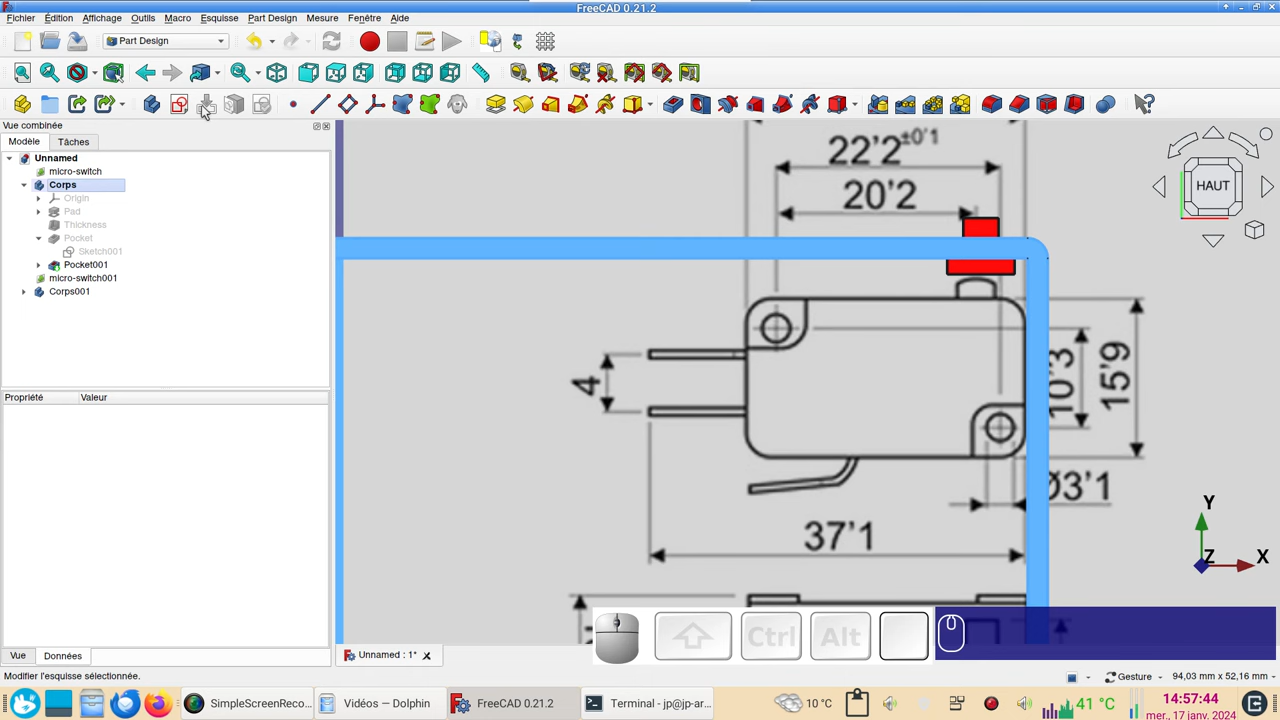 FreeCAD 0.21.2
Fichier Édition Affichage Outils Macro Esquisse Part Design Mesure Fenêtre Aide
Part Design
Vue combinée
Modèle Tâches
Unnamed
micro-switch
Corps
Origin
Pad
Thickness
Pocket
Sketch001
Pocket001
micro-switch001
Corps001
Propriété Valeur
Vue Données
22'2±0'1
20'2
HAUT
4
10'3
15'9
Ø3'1
37'1
Y
Z
X
Ctrl
Alt
Unnamed : 1*
Modifier l'esquisse sélectionnée.
Gesture
94,03 mm x 52,16 mm
SimpleScreenReco...
Vidéos — Dolphin
FreeCAD 0.21.2
Terminal - jp@jp-ar...
10 °C
41 °C
14:57:44
mer., 17 janv. 2024